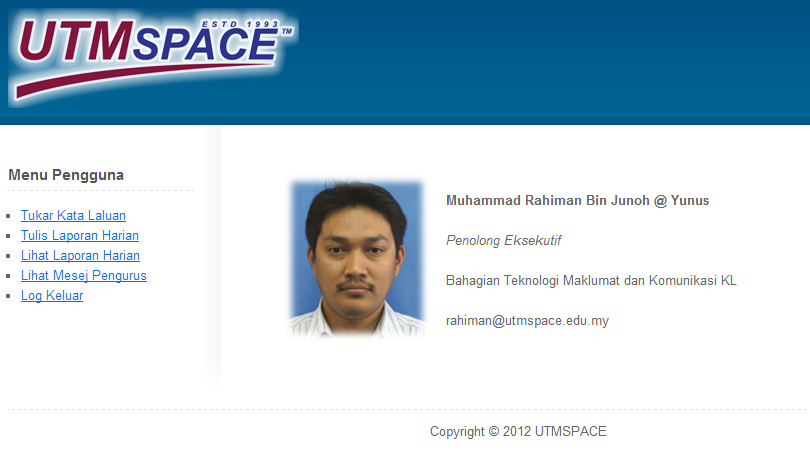 ESTD 1993
UTMSPACE™
Menu Pengguna
Tukar Kata Laluan
Tulis Laporan Harian
Lihat Laporan Harian
Lihat Mesej Pengurus
Log Keluar
Muhammad Rahiman Bin Junoh @ Yunus
Penolong Eksekutif
Bahagian Teknologi Maklumat dan Komunikasi KL
rahiman@utmspace.edu.my
Copyright © 2012 UTMSPACE